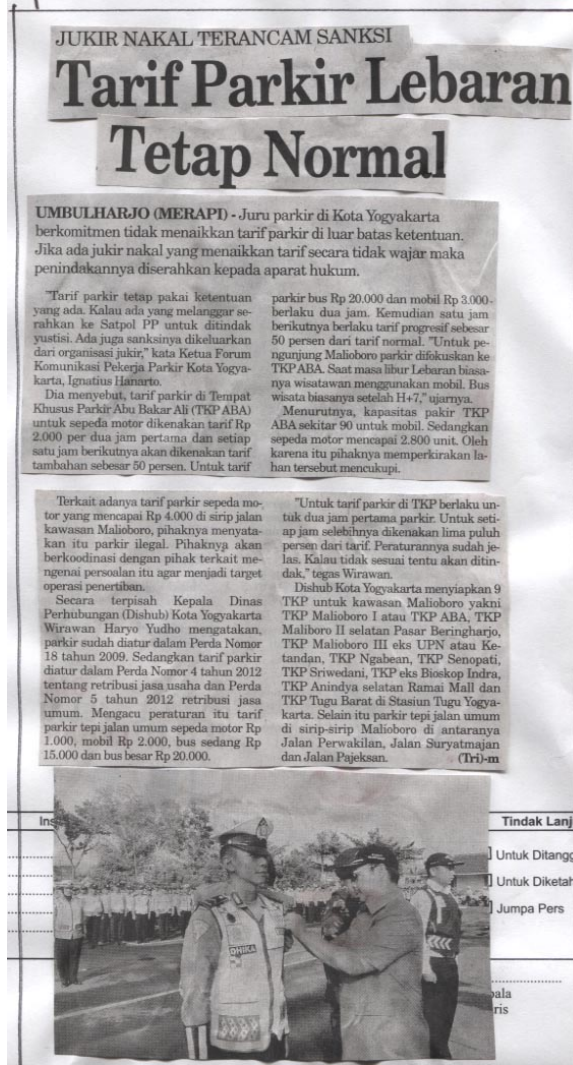 JUKIR NAKAL TERANCAM SANKSI
Tarif Parkir Lebaran
Tetap Normal
UMBULHARJO (MERAPI) - Juru parkir di Kota Yogyakarta
berkomitmen tidak menaikkan tarif parkir di luar batas ketentuan.
Jika ada jukir nakal yang menaikkan tarif secara tidak wajar maka
penindakannya diserahkan kepada aparat hukum.
"Tarif parkir tetap pakai ketentuan
yang ada. Kalau ada yang melanggar se-
rahkan ke Satpol PP untuk ditindak
yustisi. Ada juga sanksinya dikeluarkan
dari organisasi jukir," kata Ketua Forum
Komunikasi Pekerja Parkir Kota Yogya-
karta, Ignatius Hanarto.
Dia menyebut, tarif parkir di Tempat
Khusus Parkir Abu Bakar Ali (TKP ABA)
untuk sepeda motor dikenakan tarif Rp
2.000 per dua jam pertama dan setiap
satu jam berikutnya akan dikenakan tarif
tambahan sebesar 50 persen. Untuk tarif
parkir bus Rp 20.000 dan mobil Rp 3.000-
berlaku dua jam. Kemudian satu jam
berikutnya berlaku tarif progresif sebesar
50 persen dari tarif normal. "Untuk pe-
ngunjung Malioboro parkir difokuskan ke
TKP ABA. Saat masa libur Lebaran biasa-
nya wisatawan menggunakan mobil. Bus
wisata biasanya setelah H+7," ujarnya.
Menurutnya, kapasitas pakir TKP
ABA sekitar 90 untuk mobil. Sedangkan
sepeda motor mencapai 2.800 unit. Oleh
karena itu pihaknya memperkirakan la-
han tersebut mencukupi.
Terkait adanya tarif parkir sepeda mo-
tor yang mencapai Rp 4.000 di sirip jalan
kawasan Malioboro, pihaknya menyata-
kan itu parkir ilegal. Pihaknya akan
berkoodinasi dengan pihak terkait me-
ngenai persoalan itu agar menjadi target
operasi penertiban.
Secara terpisah Kepala Dinas
Perhubungan (Dishub) Kota Yogyakarta
Wirawan Haryo Yudho mengatakan,
parkir sudah diatur dalam Perda Nomor
18 tahun 2009. Sedangkan tarif parkir
diatur dalam Perda Nomor 4 tahun 2012
tentang retribusi jasa usaha dan Perda
Nomor 5 tahun 2012 retribusi jasa
umum. Mengacu peraturan itu tarif
parkir tepi jalan umum sepeda motor Rp
1.000, mobil Rp 2.000, bus sedang Rp
15.000 dan bus besar Rp 20.000.
"Untuk tarif parkir di TKP berlaku un-
tuk dua jam pertama parkir. Untuk seti-
ap jam selebihnya dikenakan lima puluh
persen dari tarif. Peraturannya sudah je-
las. Kalau tidak sesuai tentu akan ditin-
dak," tegas Wirawan.
Dishub Kota Yogyakarta menyiapkan 9
TKP untuk kawasan Malioboro yakni
TKP Malioboro I atau TKP ABA, TKP
Maliboro II selatan Pasar Beringharjo,
TKP Malioboro III eks UPN atau Ke-
tandan, TKP Ngabean, TKP Senopati,
TKP Sriwedani, TKP eks Bioskop Indra,
TKP Anindya selatan Ramai Mall dan
TKP Tugu Barat di Stasiun Tugu Yogya-
karta. Selain itu parkir tepi jalan umum
di sirip-sirip Malioboro di antaranya
Jalan Perwakilan, Jalan Suryatmajan
dan Jalan Pajeksan. (Tri)-m
Ins
Tindak Lanj
Untuk Ditangg
Untuk Diketah
Jumpa Pers
DHIKA
pala
ris